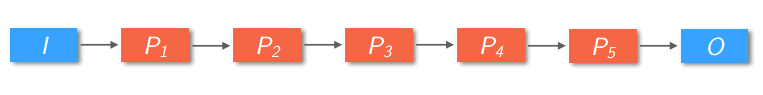 I P₁ P₂ P₃ P₄ P₅ O